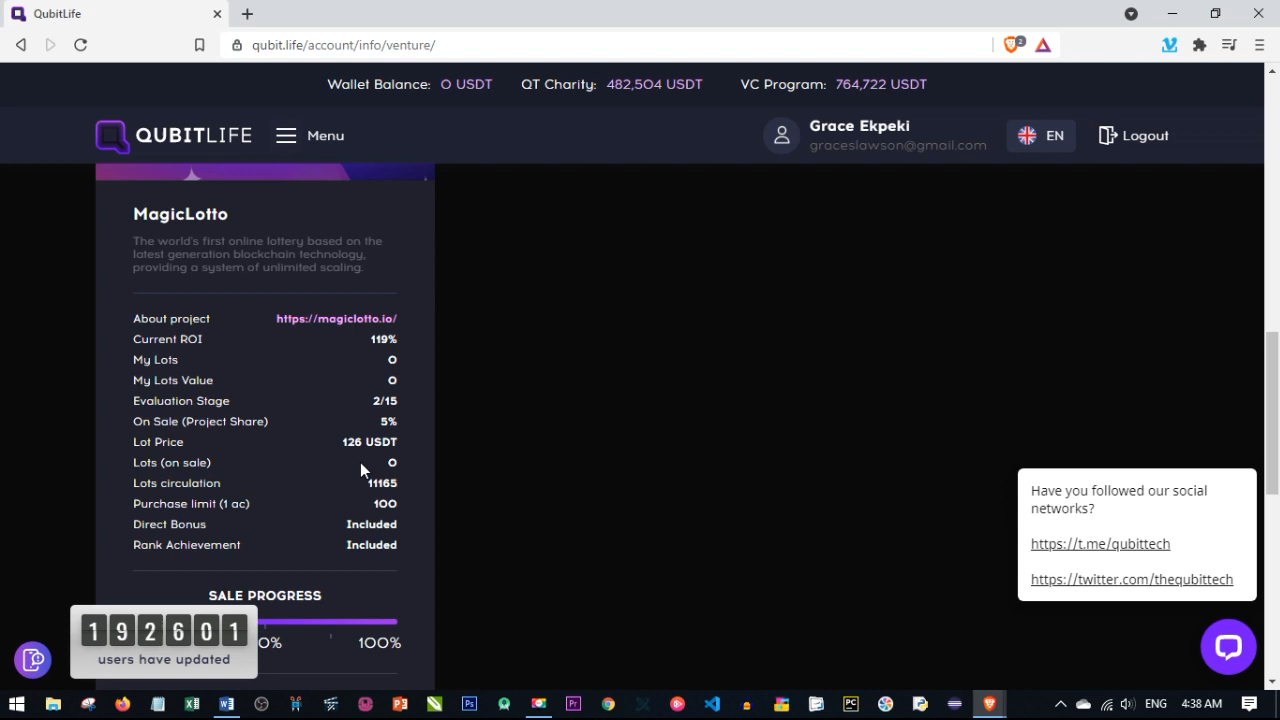 QubitLife
qubit.life/account/info/venture/
2
Wallet Balance: 0 USDT QT Charity: 482,504 USDT VC Program: 764,722 USDT
QUBITLIFE Menu Grace Ekpeki EN Logout
graceslawson@gmail.com
MagicLotto
The world's first online lottery based on the
latest generation blockchain technology,
providing a system of unlimited scaling.
About project https://magiclotto.io/
Current ROI 119%
My Lots 0
My Lots Value 0
Evaluation Stage 2/15
On Sale (Project Share) 5%
Lot Price 126 USDT
Lots (on sale) 0
Lots circulation 11165
Purchase limit (1 ac) 100
Direct Bonus Included
Rank Achievement Included
SALE PROGRESS
0% 100%
192601
users have updated
Have you followed our social
networks?
https://t.me/qubittech
https://twitter.com/thequbittech
ENG 4:38 AM